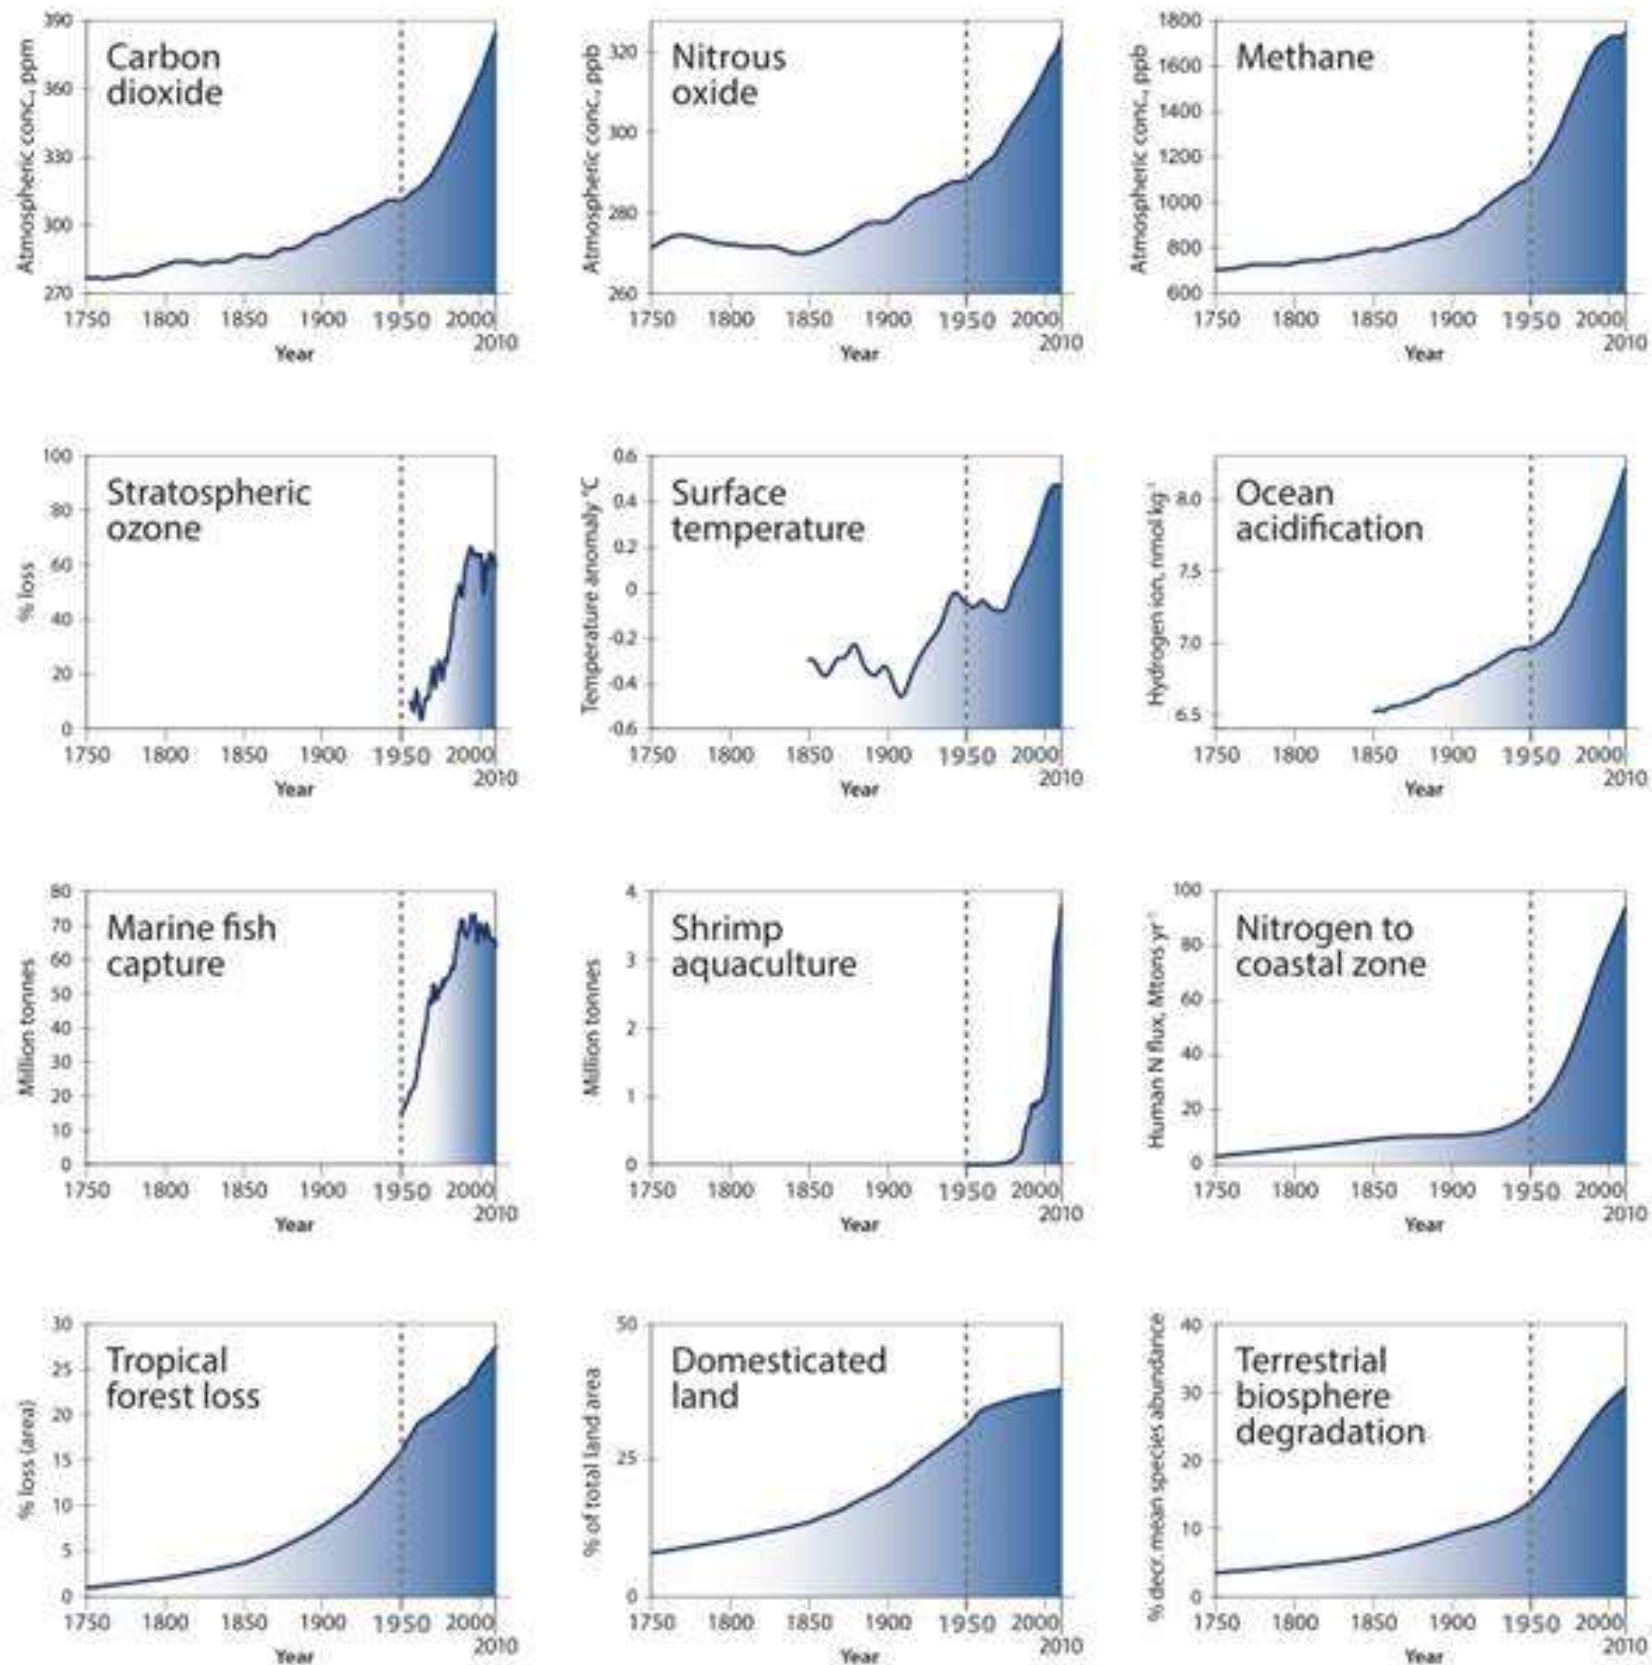 Carbon
dioxide
Atmospheric conc., ppm
390
360
330
300
270
1750 1800 1850 1900 1950 2000
2010
Year
Nitrous
oxide
Atmospheric conc., ppb
320
300
280
260
1750 1800 1850 1900 1950 2000
2010
Year
Methane
Atmospheric conc., ppb
1800
1600
1400
1200
1000
800
600
1750 1800 1850 1900 1950 2000
2010
Year
Stratospheric
ozone
% loss
100
80
60
40
20
0
1750 1800 1850 1900 1950 2000
2010
Year
Surface
temperature
Temperature anomaly °C
0.6
0.4
0.2
0
-0.2
-0.4
-0.6
1750 1800 1850 1900 1950 2000
2010
Year
Ocean
acidification
Hydrogen ion, nmol kg⁻¹
8.0
7.5
7.0
6.5
1750 1800 1850 1900 1950 2000
2010
Year
Marine fish
capture
Million tonnes
80
70
60
50
40
30
20
10
0
1750 1800 1850 1900 1950 2000
2010
Year
Shrimp
aquaculture
Million tonnes
4
3
2
1
0
1750 1800 1850 1900 1950 2000
2010
Year
Nitrogen to
coastal zone
Human N flux, Mtons yr⁻¹
100
80
60
40
20
0
1750 1800 1850 1900 1950 2000
2010
Year
Tropical
forest loss
% loss (area)
30
25
20
15
10
5
0
1750 1800 1850 1900 1950 2000
2010
Year
Domesticated
land
% of total land area
50
25
0
1750 1800 1850 1900 1950 2000
2010
Year
Terrestrial
biosphere
degradation
% decr. mean species abundance
40
30
20
10
0
1750 1800 1850 1900 1950 2000
2010
Year